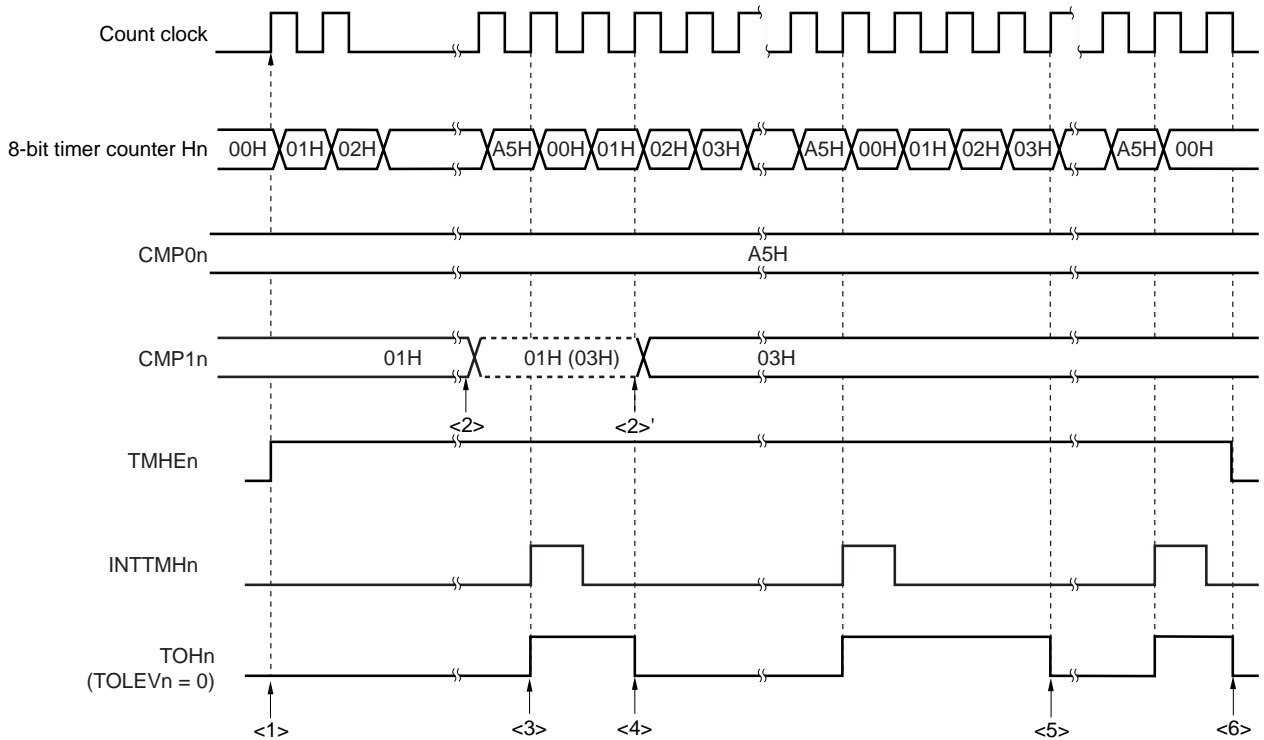 Count clock
8-bit timer counter Hn
00H 01H 02H A5H 00H 01H 02H 03H A5H 00H 01H 02H 03H A5H 00H
CMP0n
A5H
CMP1n
01H 01H (03H) 03H
<2> <2>'
TMHEn
INTTMHn
TOHn
(TOLEVn = 0)
<1> <3> <4> <5> <6>